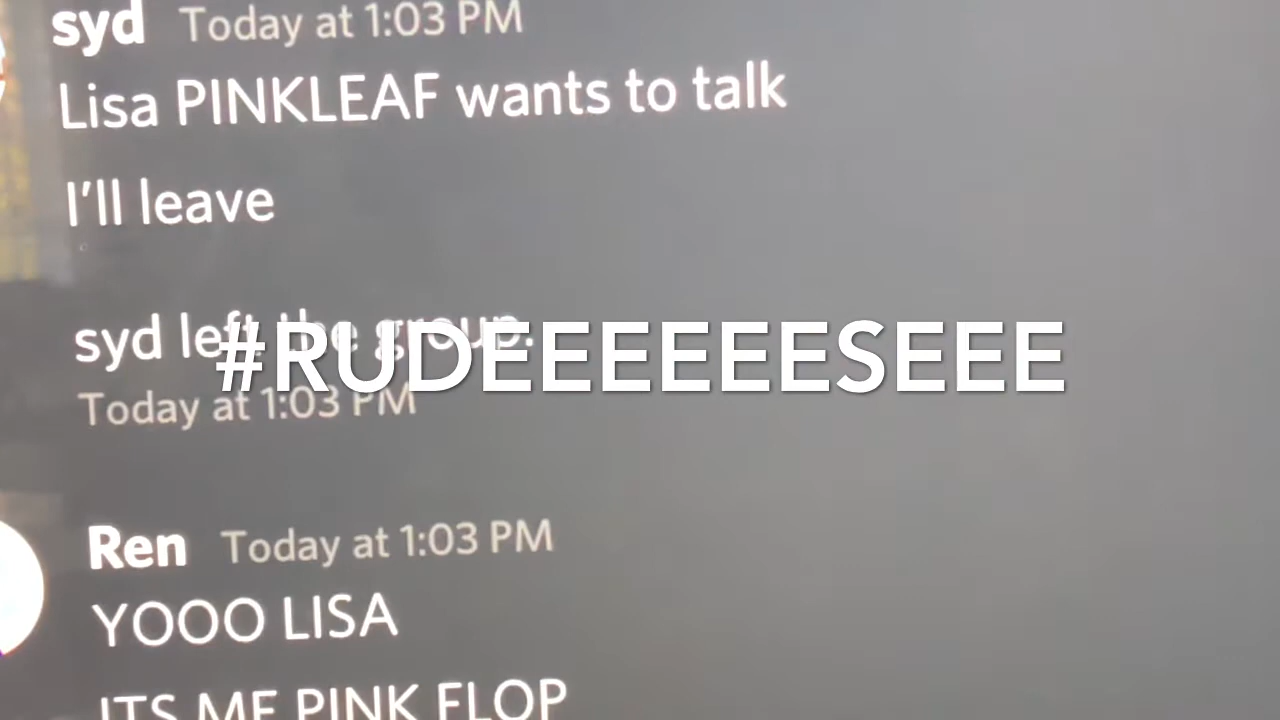 syd Today at 1:03 PM
Lisa PINKLEAF wants to talk
I'll leave
syd left the group.
#RUDEEEEEESEEE
Today at 1:03 PM
Ren Today at 1:03 PM
YOOO LISA
ITS ME PINK FLOP